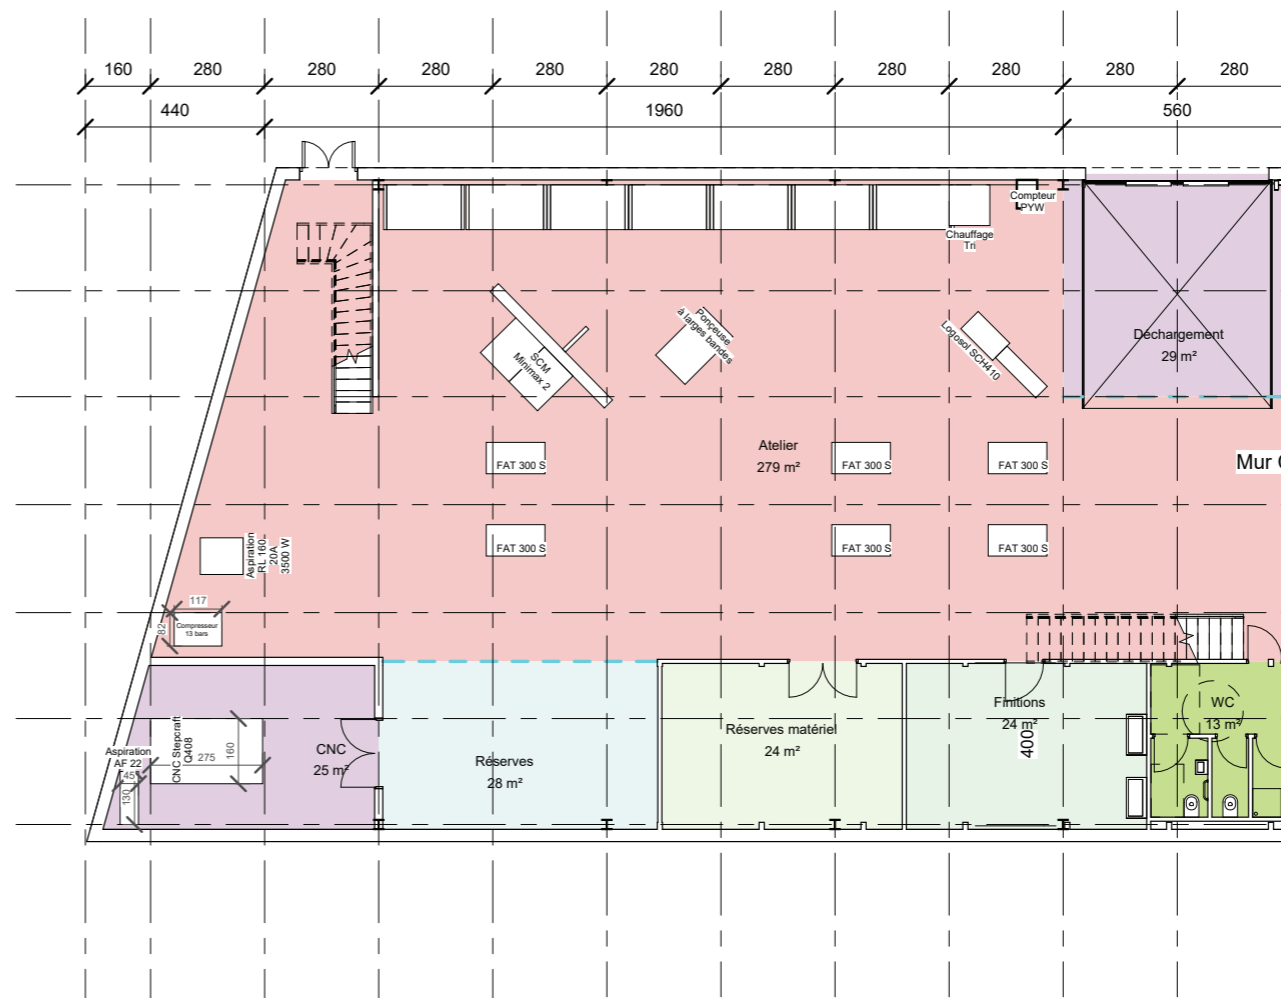 160 280 280 280 280 280 280 280 280 280 280
440 1960 560
Compteur
PYW
Chauffage
Tri
SCM
Minimax 2
Ponçeuse
à larges bandes
Logosol SCH410
Déchargement
29 m²
Atelier
279 m²
FAT 300 S
FAT 300 S
FAT 300 S
Mur
FAT 300 S
FAT 300 S
FAT 300 S
Aspiration
RL 160
20A
3500 W
117
82
Compresseur
13 bars
Aspiration
AF 22
45
130
CNC Stepcraft
Q408
275
160
CNC
25 m²
Réserves
28 m²
Réserves matériel
24 m²
Finitions
24 m²
400
WC
13 m²